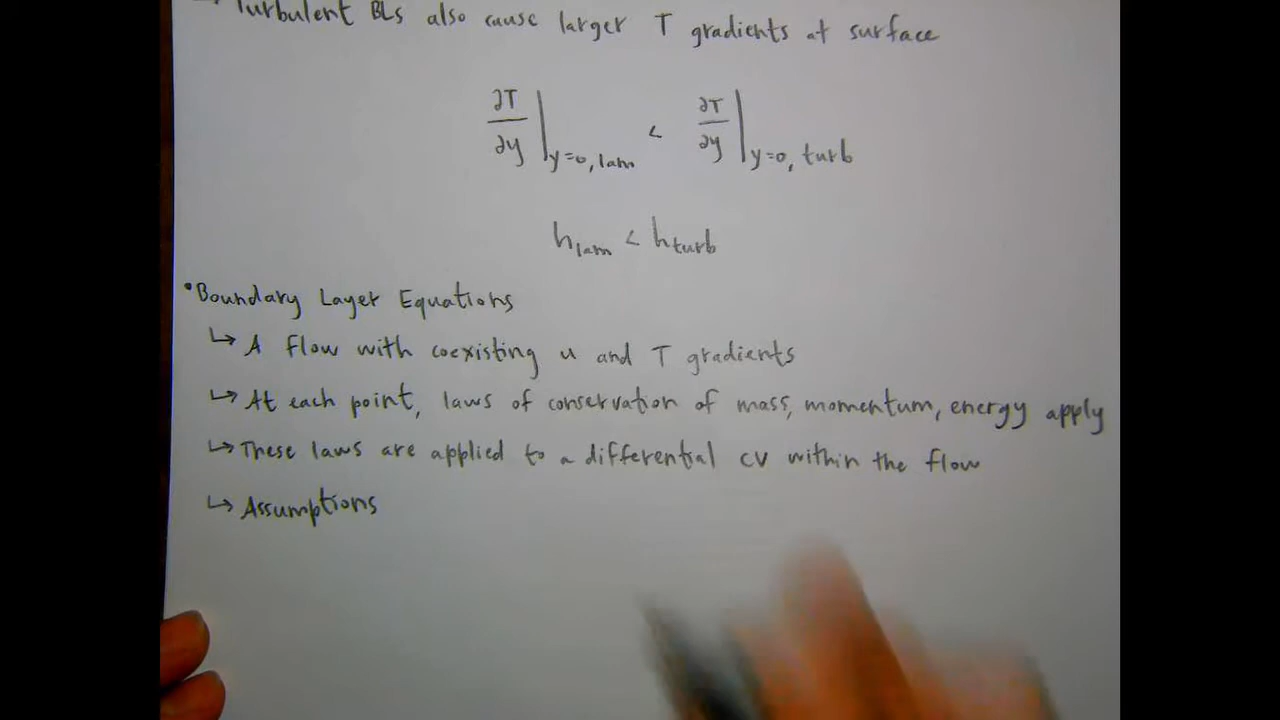 ↳ Turbulent BLs also cause larger T gradients at surface
∂T/∂y |y=0, lam < ∂T/∂y |y=0, turb
h lam < h turb
• Boundary Layer Equations
↳ A flow with coexisting u and T gradients
↳ At each point, laws of conservation of mass, momentum, energy apply
↳ These laws are applied to a differential CV within the flow
↳ Assumptions